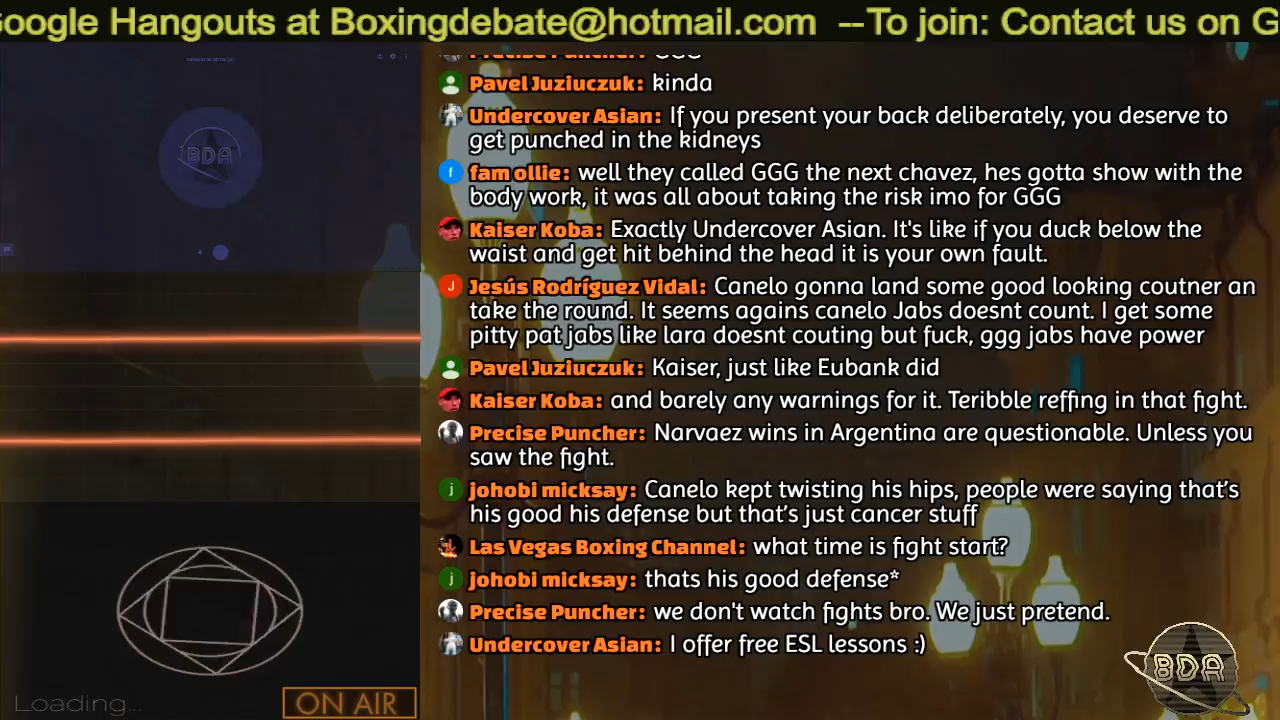 Google Hangouts at Boxingdebate@hotmail.com --To join: Contact us on G
BDA
Precise Puncher: GGG
Pavel Juziuczuk: kinda
Undercover Asian: If you present your back deliberately, you deserve to
get punched in the kidneys
f fam ollie: well they called GGG the next chavez, hes gotta show with the
body work, it was all about taking the risk imo for GGG
Kaiser Koba: Exactly Undercover Asian. It's like if you duck below the
waist and get hit behind the head it is your own fault.
J Jesús Rodríguez Vidal: Canelo gonna land some good looking coutner an
take the round. It seems agains canelo Jabs doesnt count. I get some
pitty pat jabs like lara doesnt couting but fuck, ggg jabs have power
Pavel Juziuczuk: Kaiser, just like Eubank did
Kaiser Koba: and barely any warnings for it. Teribble reffing in that fight.
Precise Puncher: Narvaez wins in Argentina are questionable. Unless you
saw the fight.
j johobi micksay: Canelo kept twisting his hips, people were saying that's
his good his defense but that's just cancer stuff
Las Vegas Boxing Channel: what time is fight start?
j johobi micksay: thats his good defense*
Precise Puncher: we don't watch fights bro. We just pretend.
Undercover Asian: I offer free ESL lessons :)
Loading...
ON AIR
BDA